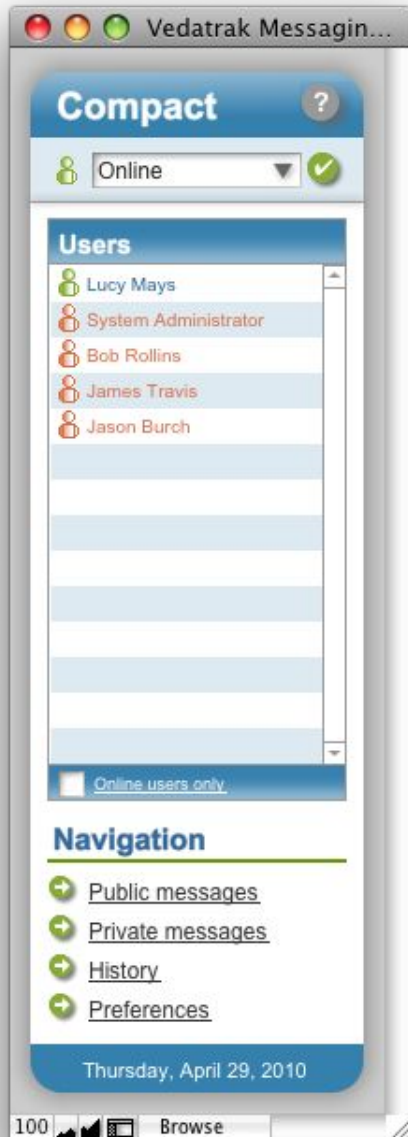 Vedatrak Messagin...
Compact
?
Online
Users
Lucy Mays
System Administrator
Bob Rollins
James Travis
Jason Burch
Online users only
Navigation
Public messages
Private messages
History
Preferences
Thursday, April 29, 2010
100 Browse